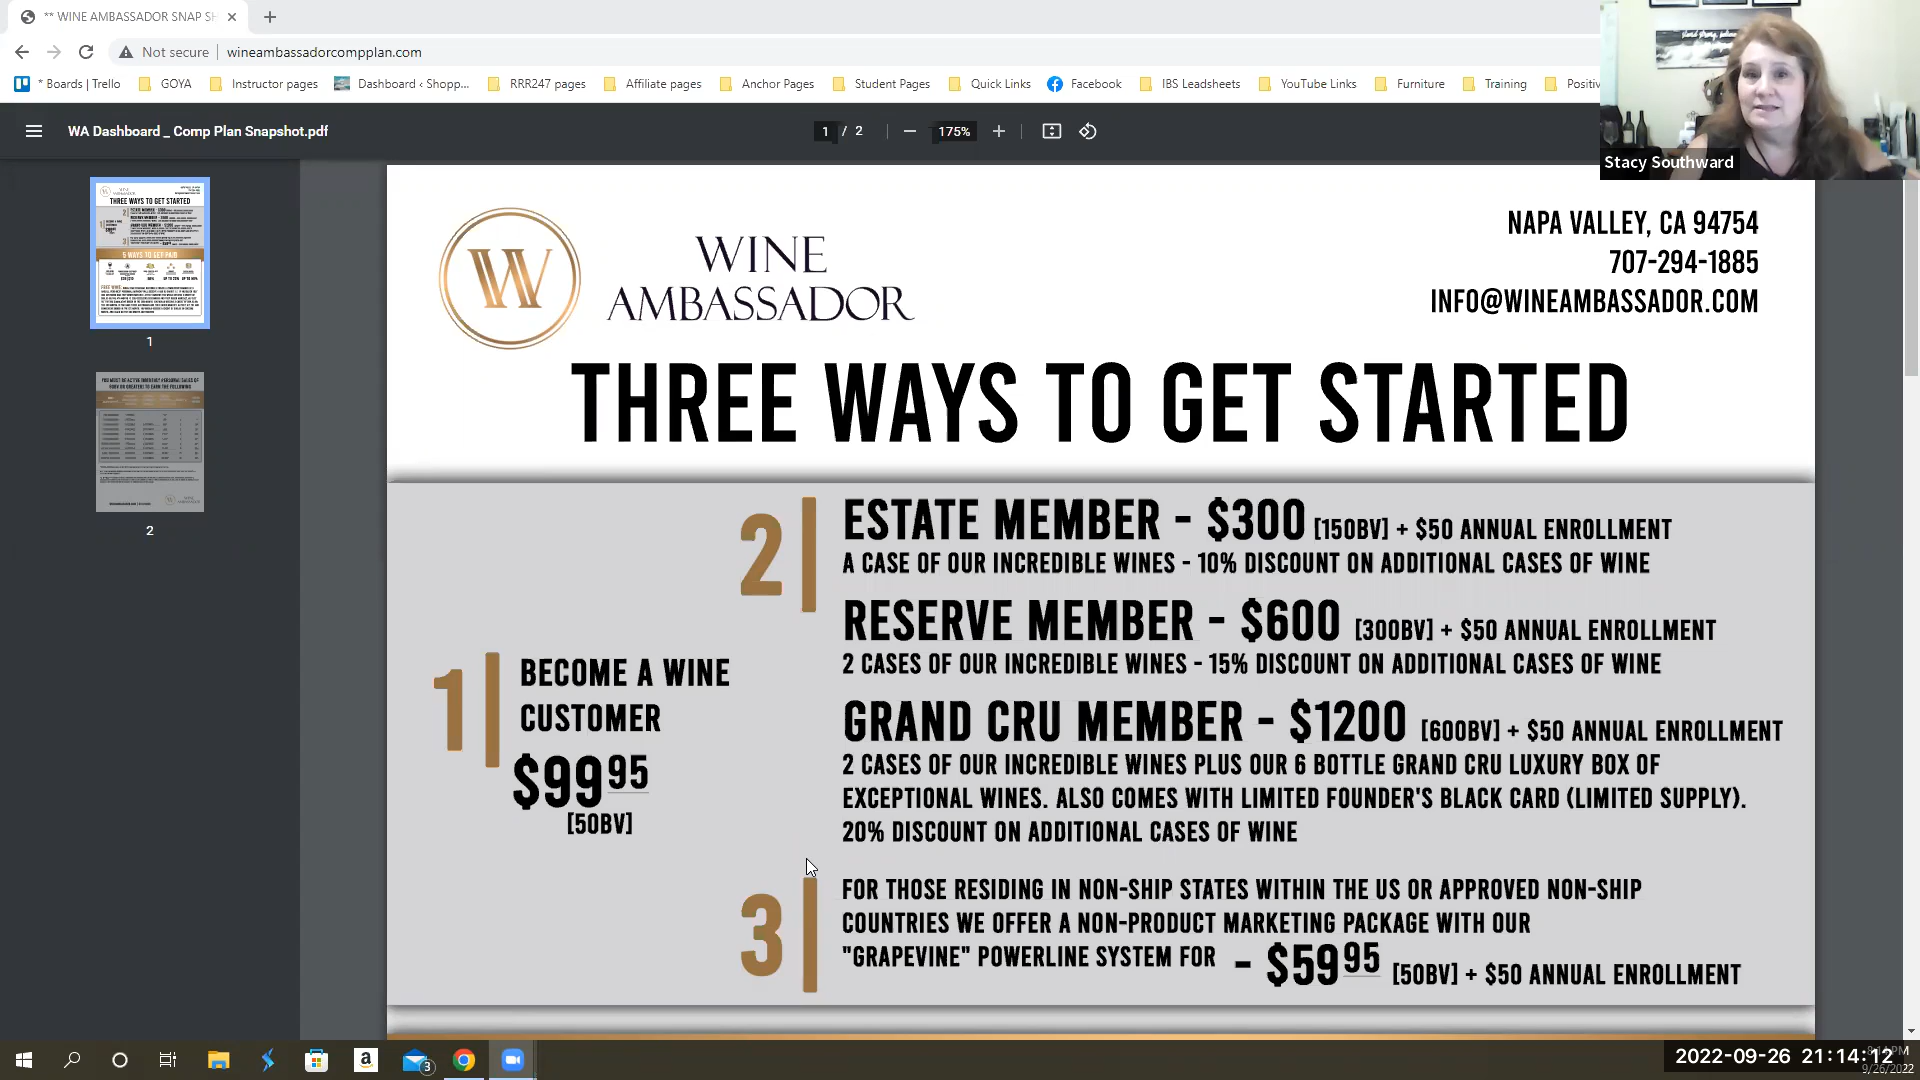 ** WINE AMBASSADOR SNAP SH
Not secure
wineambassadorcompplan.com
* Boards | Trello
GOYA
Instructor pages
Dashboard ‹ Shopp...
RRR247 pages
Affiliate pages
Anchor Pages
Student Pages
Quick Links
Facebook
IBS Leadsheets
YouTube Links
Furniture
Training
Positiv
WA Dashboard _ Comp Plan Snapshot.pdf
1 / 2
175%
Stacy Southward
1
2
W
WINE
AMBASSADOR
NAPA VALLEY, CA 94754
707-294-1885
INFO@WINEAMBASSADOR.COM
THREE WAYS TO GET STARTED
1
BECOME A WINE
CUSTOMER
$99 95
[50BV]
2
ESTATE MEMBER - $300 [150BV] + $50 ANNUAL ENROLLMENT
A CASE OF OUR INCREDIBLE WINES - 10% DISCOUNT ON ADDITIONAL CASES OF WINE
RESERVE MEMBER - $600 [300BV] + $50 ANNUAL ENROLLMENT
2 CASES OF OUR INCREDIBLE WINES - 15% DISCOUNT ON ADDITIONAL CASES OF WINE
GRAND CRU MEMBER - $1200 [600BV] + $50 ANNUAL ENROLLMENT
2 CASES OF OUR INCREDIBLE WINES PLUS OUR 6 BOTTLE GRAND CRU LUXURY BOX OF
EXCEPTIONAL WINES. ALSO COMES WITH LIMITED FOUNDER'S BLACK CARD (LIMITED SUPPLY).
20% DISCOUNT ON ADDITIONAL CASES OF WINE
3
FOR THOSE RESIDING IN NON-SHIP STATES WITHIN THE US OR APPROVED NON-SHIP
COUNTRIES WE OFFER A NON-PRODUCT MARKETING PACKAGE WITH OUR
"GRAPEVINE" POWERLINE SYSTEM FOR - $59 95 [50BV] + $50 ANNUAL ENROLLMENT
3
2022-09-26 21:14:12
9/26/2022